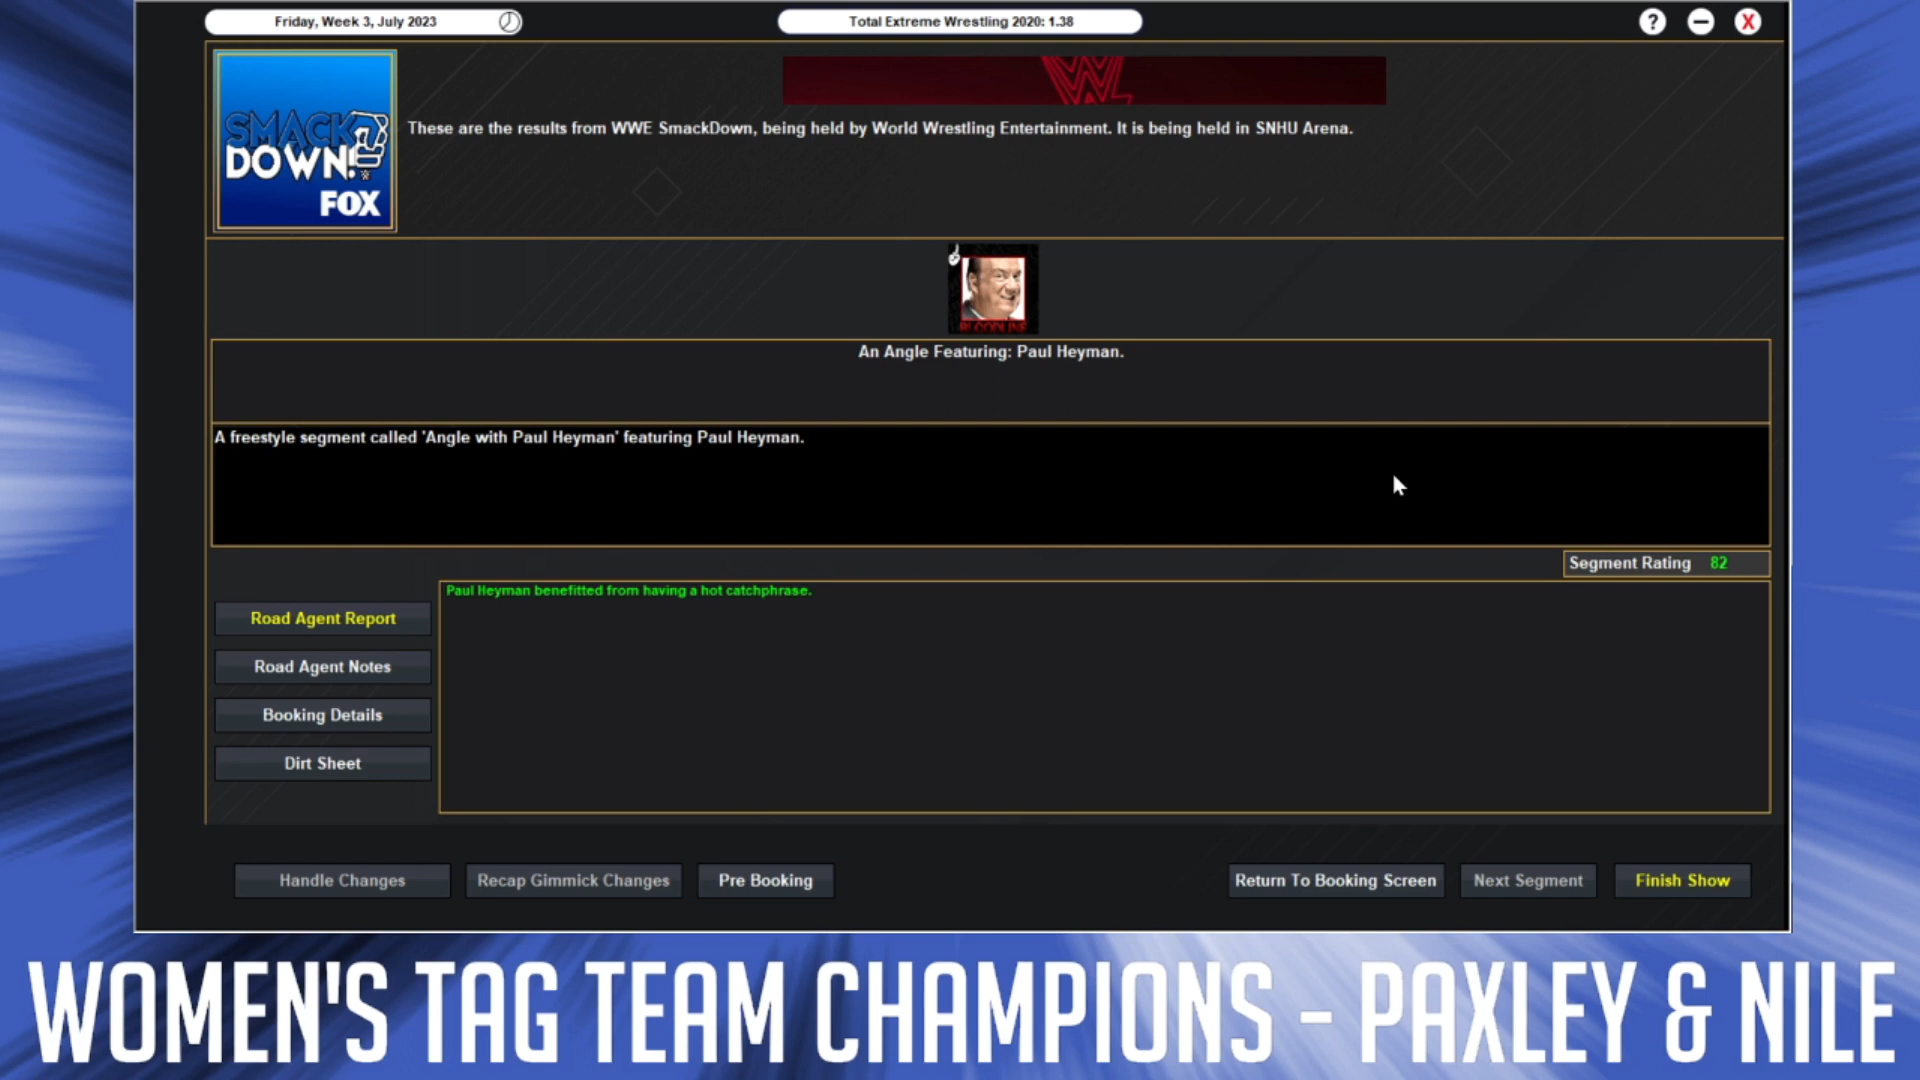 Friday, Week 3, July 2023
Total Extreme Wrestling 2020: 1.38
?
X
SMACK
DOWN!
FOX
These are the results from WWE SmackDown, being held by World Wrestling Entertainment. It is being held in SNHU Arena.
BLOODLINE
An Angle Featuring: Paul Heyman.
A freestyle segment called 'Angle with Paul Heyman' featuring Paul Heyman.
Segment Rating 82
Paul Heyman benefitted from having a hot catchphrase.
Road Agent Report
Road Agent Notes
Booking Details
Dirt Sheet
Handle Changes
Recap Gimmick Changes
Pre Booking
Return To Booking Screen
Next Segment
Finish Show
WOMEN'S TAG TEAM CHAMPIONS - PAXLEY & NILE